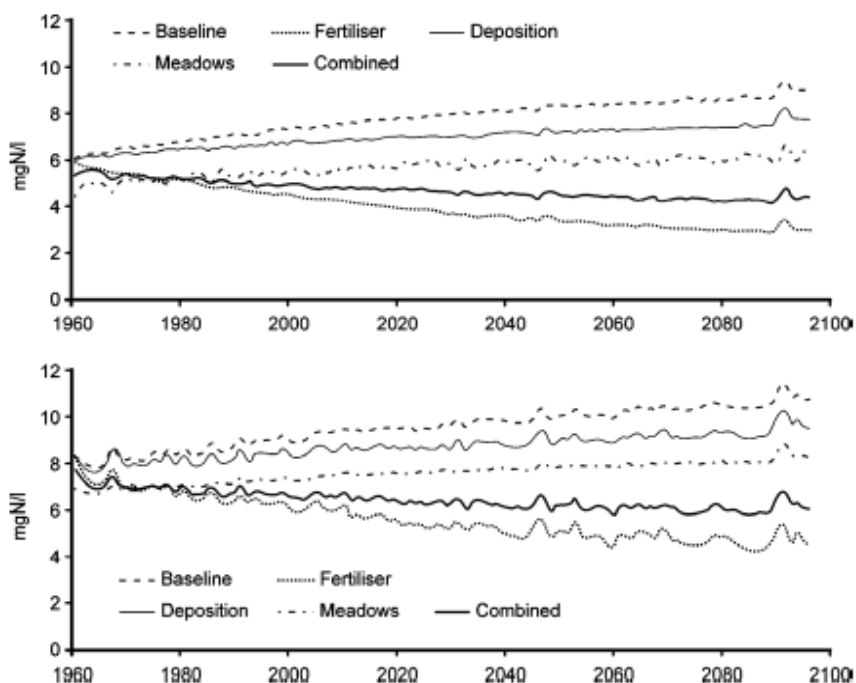 12
Baseline Fertiliser Deposition
Meadows Combined
10
8
mgN/l
6
4
2
0
1960 1980 2000 2020 2040 2060 2080 2100
12
10
8
mgN/l
6
4
Baseline Fertiliser
2
Deposition Meadows Combined
0
1960 1980 2000 2020 2040 2060 2080 2100